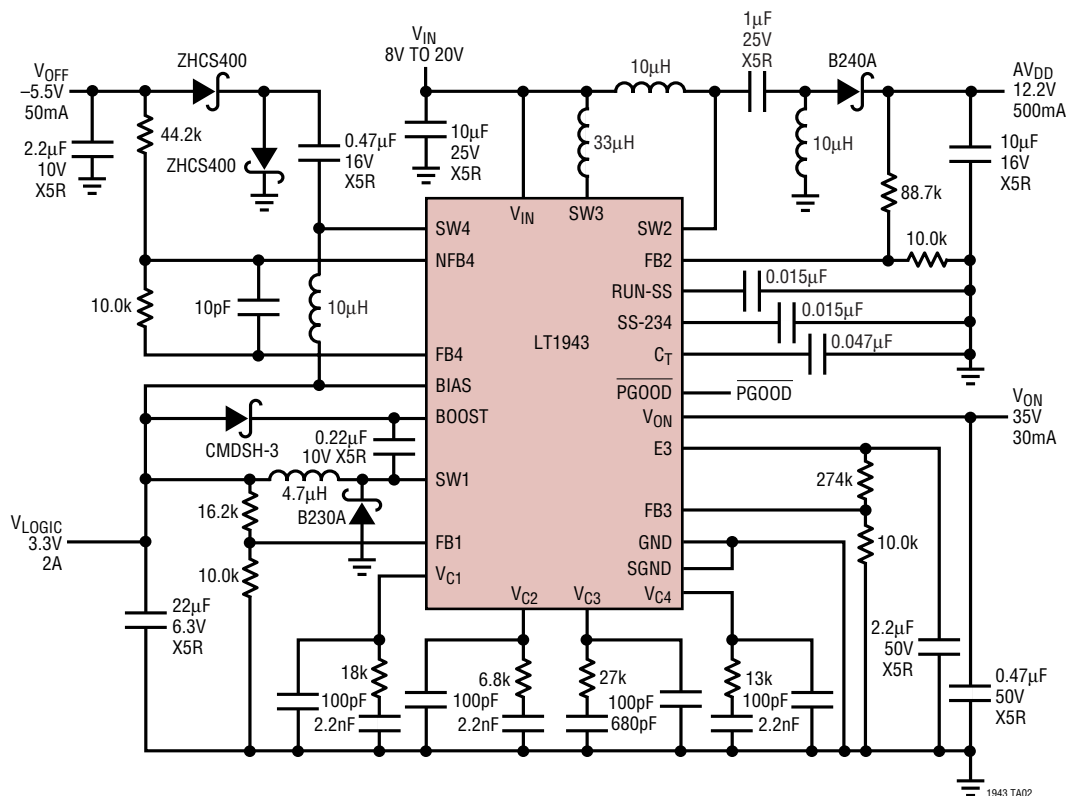 V_OFF
–5.5V
50mA
ZHCS400
V_IN
8V TO 20V
1µF
25V
X5R
B240A
AV_DD
12.2V
500mA
10µH
2.2µF
10V
X5R
44.2k
ZHCS400
0.47µF
16V
X5R
10µF
25V
X5R
33µH
10µH
88.7k
10µF
16V
X5R
V_IN
SW3
SW4
SW2
NFB4
FB2
10.0k
10.0k
10pF
10µH
RUN-SS
0.015µF
SS-234
0.015µF
LT1943
FB4
C_T
0.047µF
BIAS
PGOOD
PGOOD
BOOST
V_ON
V_ON
35V
30mA
CMDSH-3
0.22µF
10V X5R
E3
SW1
4.7µH
B230A
16.2k
274k
FB3
V_LOGIC
3.3V
2A
FB1
10.0k
GND
10.0k
SGND
V_C1
V_C2
V_C3
V_C4
22µF
6.3V
X5R
18k
100pF
2.2nF
6.8k
100pF
2.2nF
27k
100pF
680pF
13k
100pF
2.2nF
2.2µF
50V
X5R
0.47µF
50V
X5R
1943 TA02